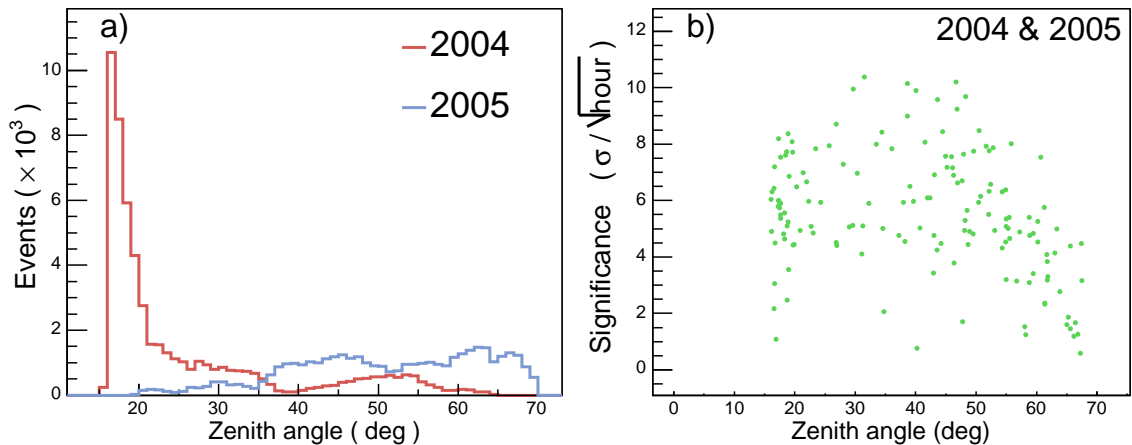 a)
2004
2005
Events ( × 10³ )
10
8
6
4
2
0
20 30 40 50 60 70
Zenith angle ( deg )
b)
2004 & 2005
Significance ( σ / √hour )
12
10
8
6
4
2
0
0 10 20 30 40 50 60 70
Zenith angle (deg)